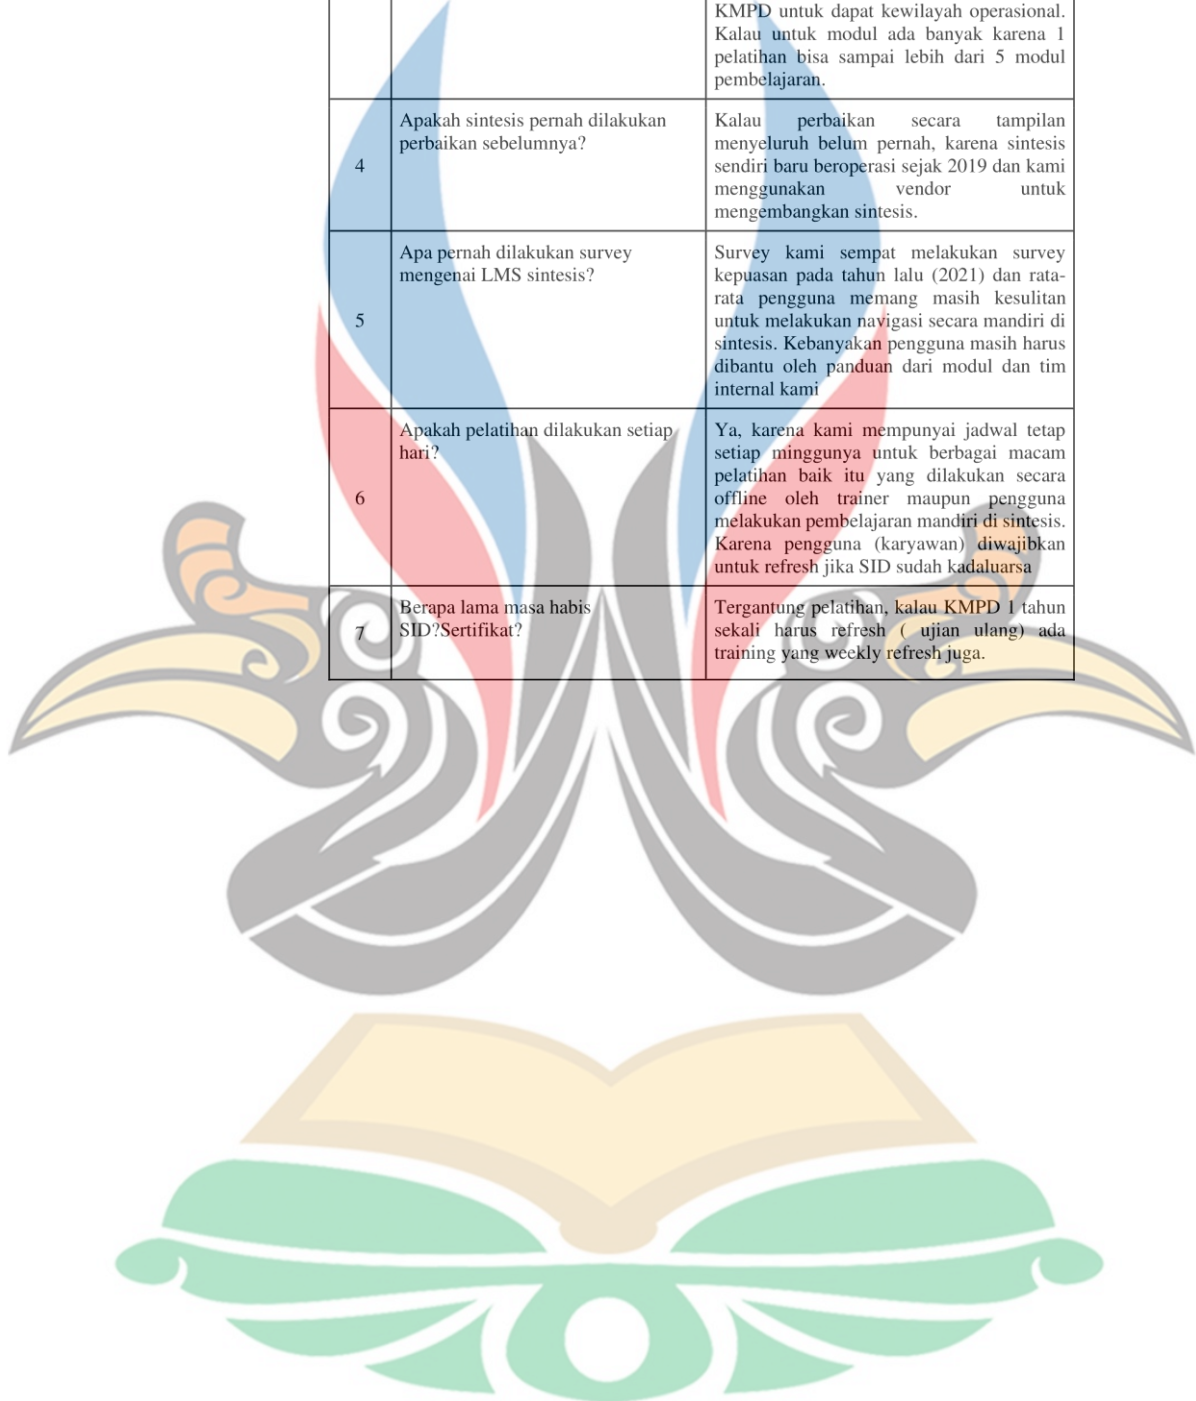 KMPD untuk dapat kewilayah operasional.
Kalau untuk modul ada banyak karena 1
pelatihan bisa sampai lebih dari 5 modul
pembelajaran.
4
Apakah sintesis pernah dilakukan
perbaikan sebelumnya?
Kalau perbaikan secara tampilan
menyeluruh belum pernah, karena sintesis
sendiri baru beroperasi sejak 2019 dan kami
menggunakan vendor untuk
mengembangkan sintesis.
5
Apa pernah dilakukan survey
mengenai LMS sintesis?
Survey kami sempat melakukan survey
kepuasan pada tahun lalu (2021) dan rata-
rata pengguna memang masih kesulitan
untuk melakukan navigasi secara mandiri di
sintesis. Kebanyakan pengguna masih harus
dibantu oleh panduan dari modul dan tim
internal kami
6
Apakah pelatihan dilakukan setiap
hari?
Ya, karena kami mempunyai jadwal tetap
setiap minggunya untuk berbagai macam
pelatihan baik itu yang dilakukan secara
offline oleh trainer maupun pengguna
melakukan pembelajaran mandiri di sintesis.
Karena pengguna (karyawan) diwajibkan
untuk refresh jika SID sudah kadaluarsa
7
Berapa lama masa habis
SID?Sertifikat?
Tergantung pelatihan, kalau KMPD 1 tahun
sekali harus refresh ( ujian ulang) ada
training yang weekly refresh juga.